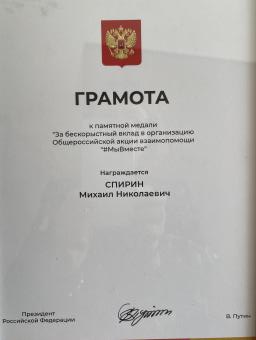 ГРАМОТА
к памятной медали
"За бескорыстный вклад в организацию
Общероссийской акции взаимопомощи
"#МыВместе"
Награждается
СПИРИН
Михаил Николаевич
Президент
Российской Федерации
В. Путин